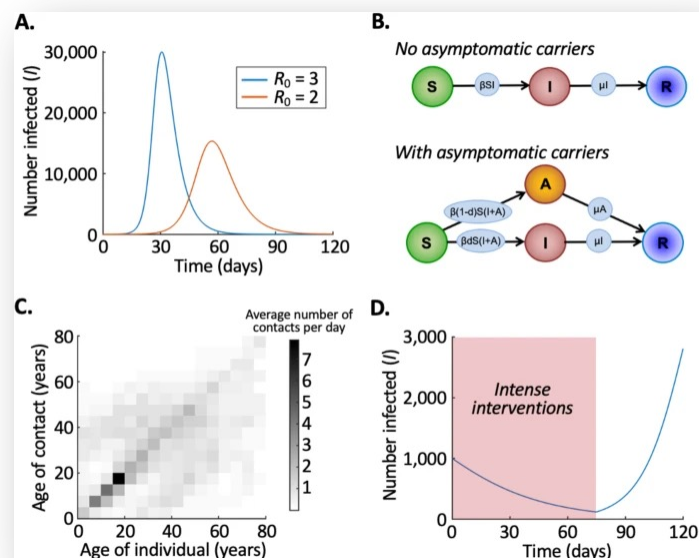 A.
Number infected (I)
30,000
20,000
10,000
0
0 30 60 90 120
Time (days)
R₀ = 3
R₀ = 2
B.
No asymptomatic carriers
S βSI I μI R
With asymptomatic carriers
A
β(1-d)S(I+A) μA
S βdS(I+A) I μI R
C.
Average number of
contacts per day
7
6
5
4
3
2
1
Age of contact (years)
80
60
40
20
0
0 20 40 60 80
Age of individual (years)
D.
Number infected (I)
3,000
2,000
1,000
0
Intense
interventions
0 30 60 90 120
Time (days)